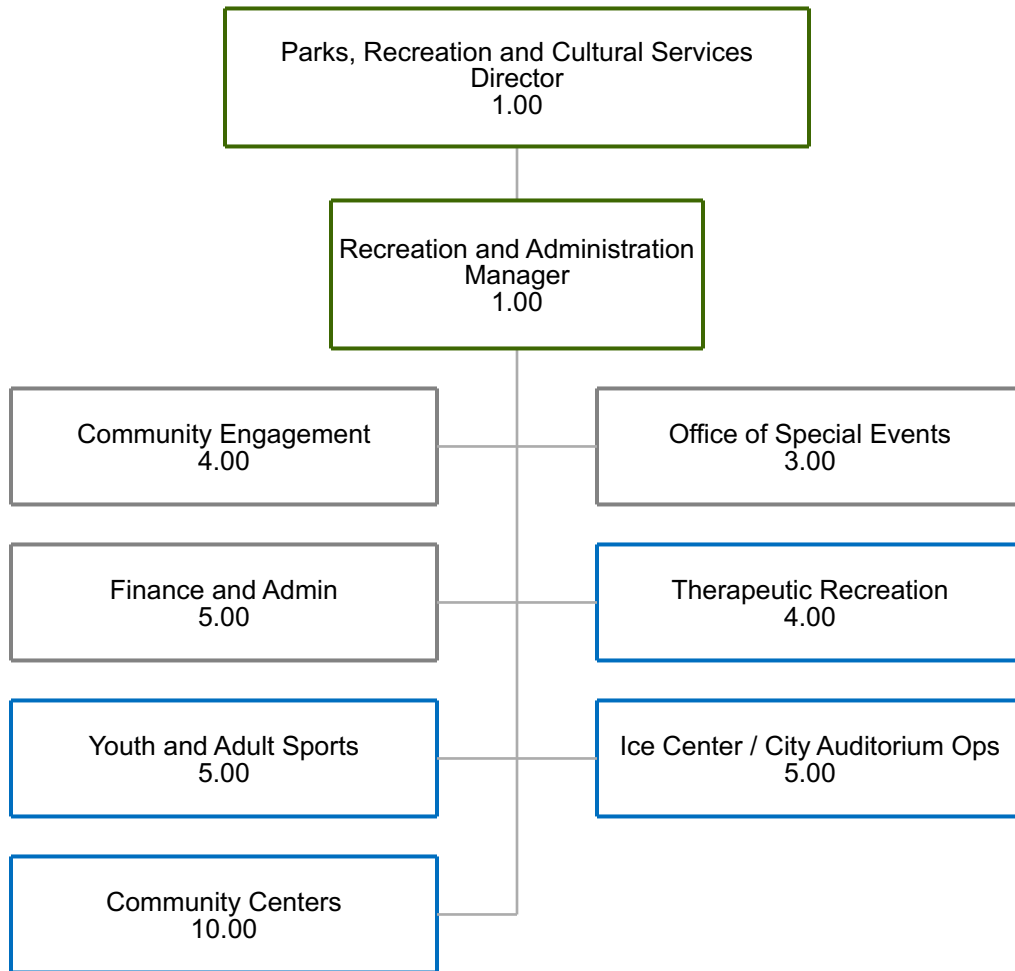 Parks, Recreation and Cultural Services
Director
1.00
Recreation and Administration
Manager
1.00
Community Engagement
4.00
Office of Special Events
3.00
Finance and Admin
5.00
Therapeutic Recreation
4.00
Youth and Adult Sports
5.00
Ice Center / City Auditorium Ops
5.00
Community Centers
10.00